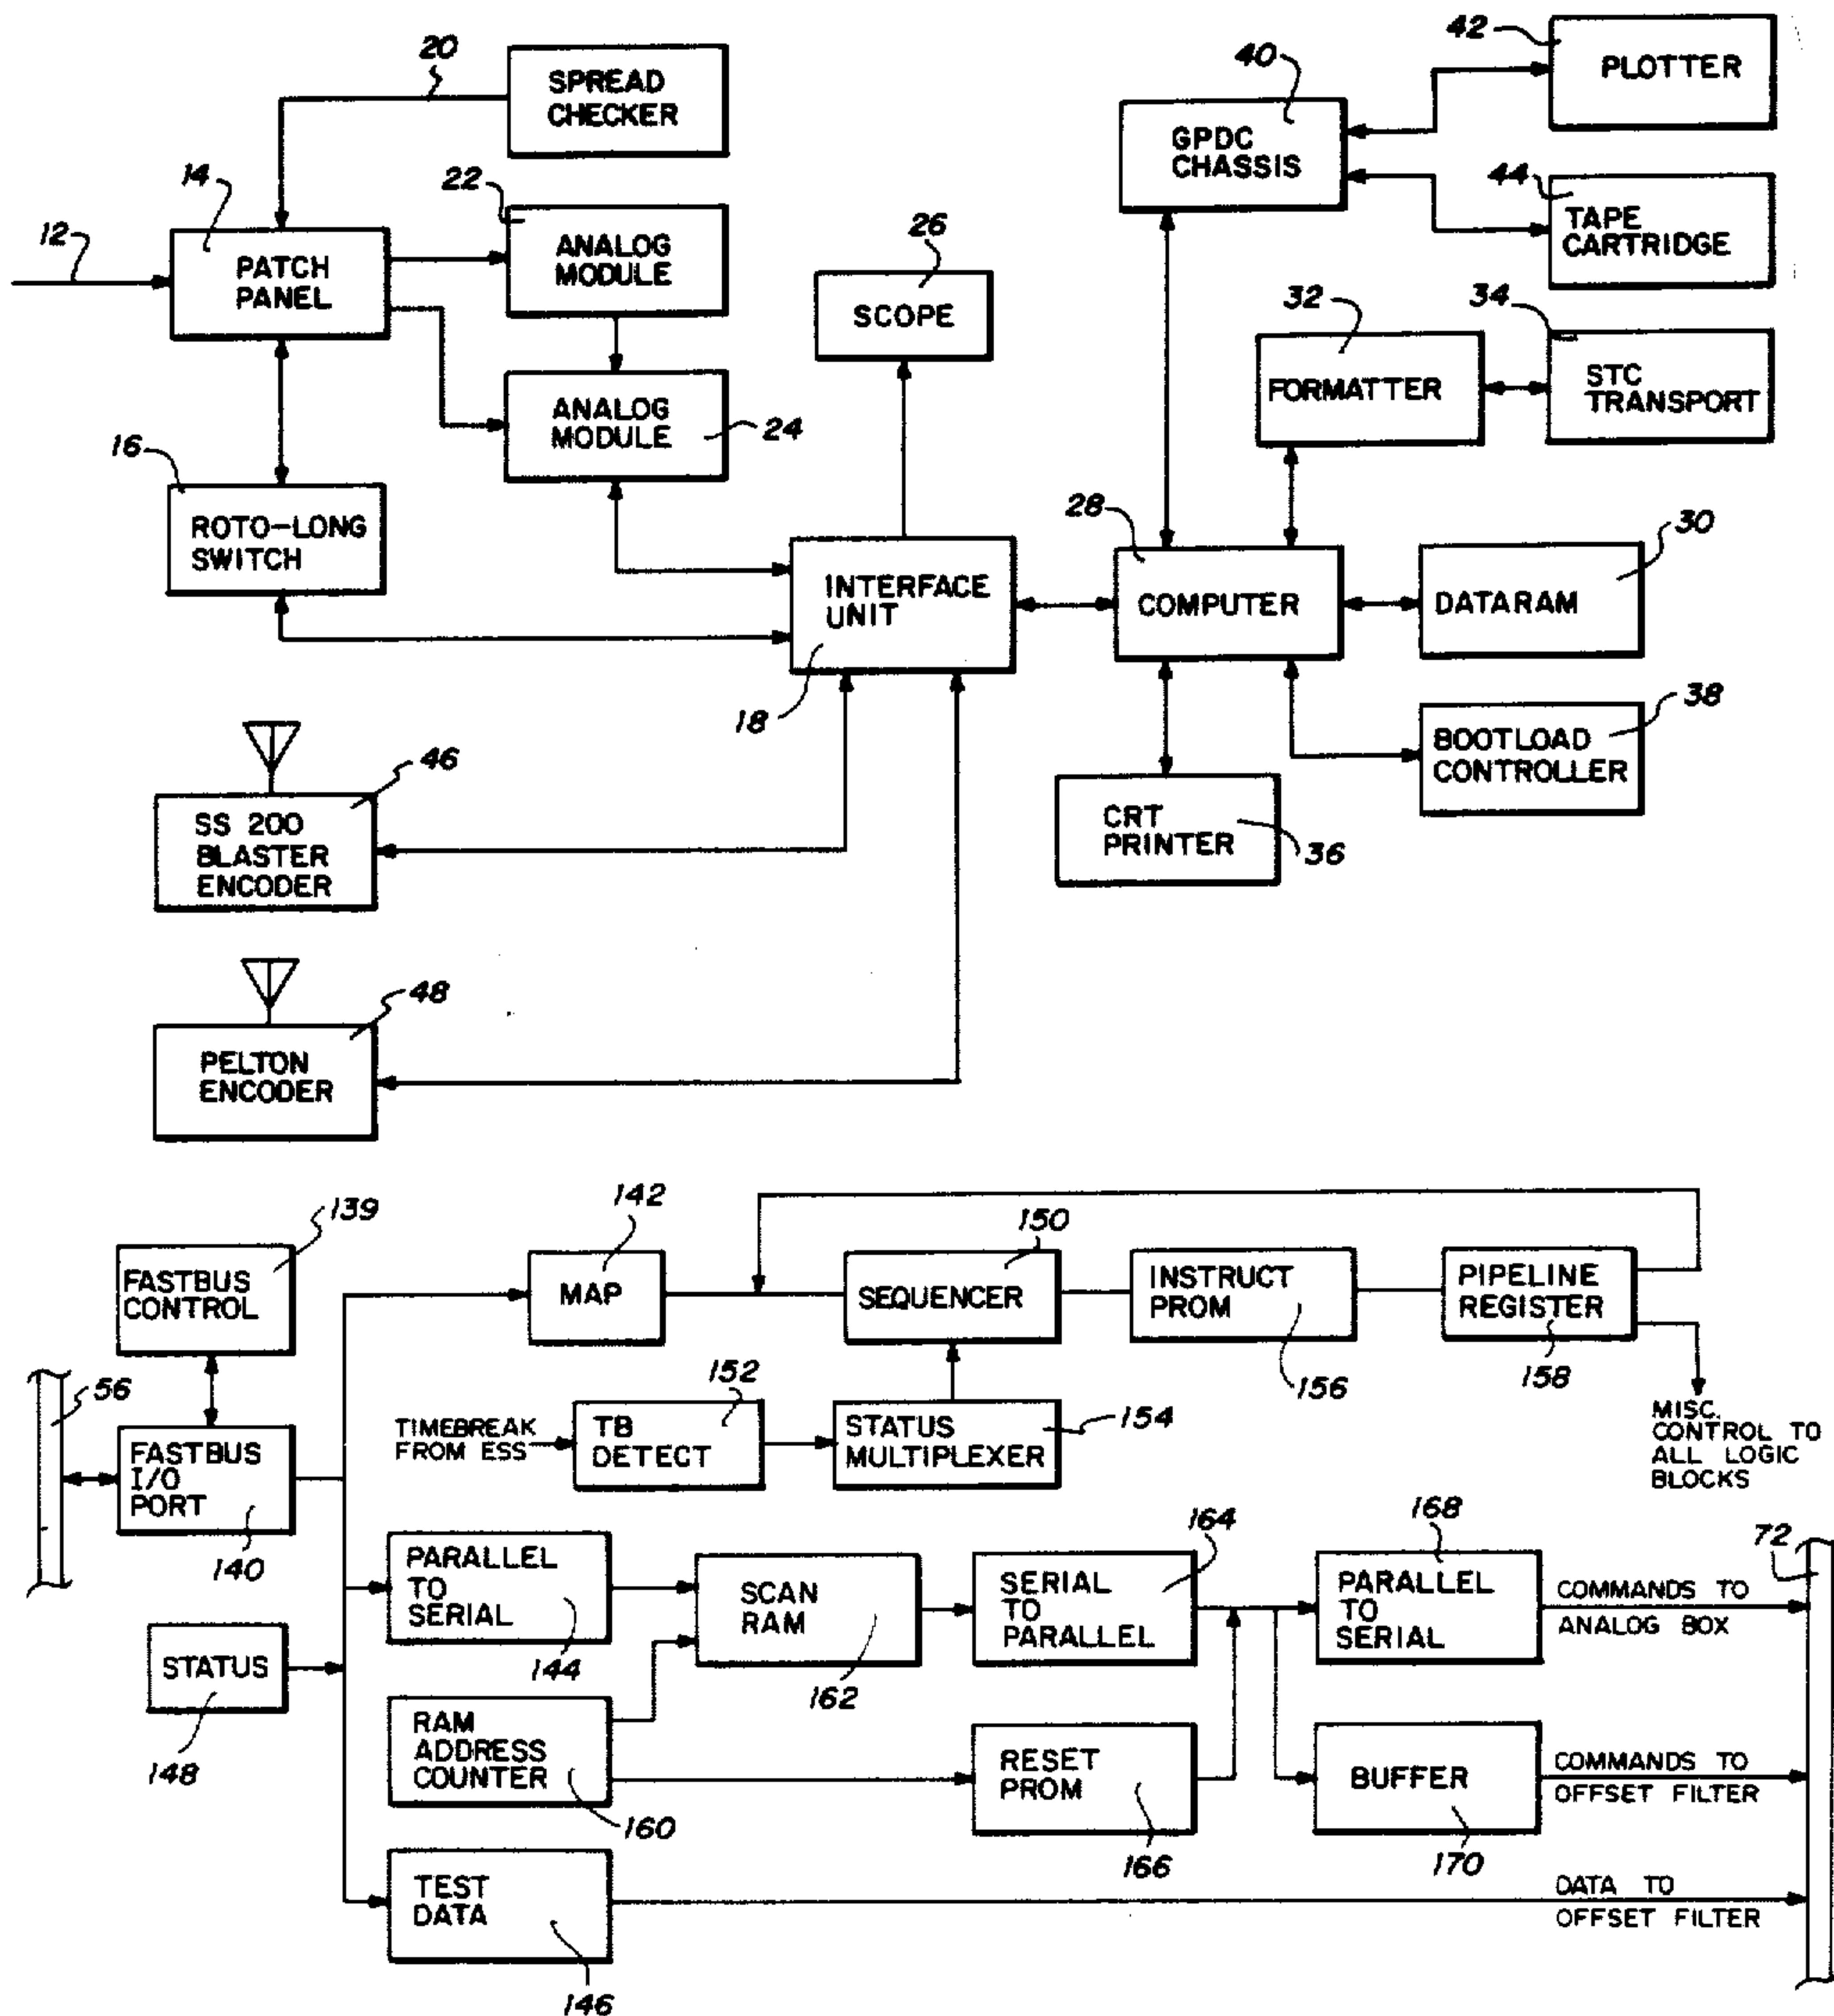 20
SPREAD
CHECKER
42
PLOTTER
40
GPDC
CHASSIS
14
22
44
TAPE
CARTRIDGE
12
PATCH
PANEL
ANALOG
MODULE
26
SCOPE
32
34
FORMATTER
STC
TRANSPORT
ANALOG
MODULE
24
16
ROTO-LONG
SWITCH
28
30
INTERFACE
UNIT
COMPUTER
DATARAM
18
38
BOOTLOAD
CONTROLLER
46
SS 200
BLASTER
ENCODER
CRT
PRINTER
36
48
PELTON
ENCODER
139
142
150
FASTBUS
CONTROL
MAP
SEQUENCER
INSTRUCT
PROM
PIPELINE
REGISTER
56
152
156
158
TIMEBREAK
FROM ESS
TB
DETECT
STATUS
MULTIPLEXER
154
MISC.
CONTROL TO
ALL LOGIC
BLOCKS
FASTBUS
I/O
PORT
140
164
168
72
PARALLEL
TO
SERIAL
SCAN
RAM
SERIAL
TO
PARALLEL
PARALLEL
TO
SERIAL
COMMANDS TO
ANALOG BOX
STATUS
144
162
148
RAM
ADDRESS
COUNTER
RESET
PROM
BUFFER
COMMANDS TO
OFFSET FILTER
160
166
170
TEST
DATA
DATA TO
OFFSET FILTER
146